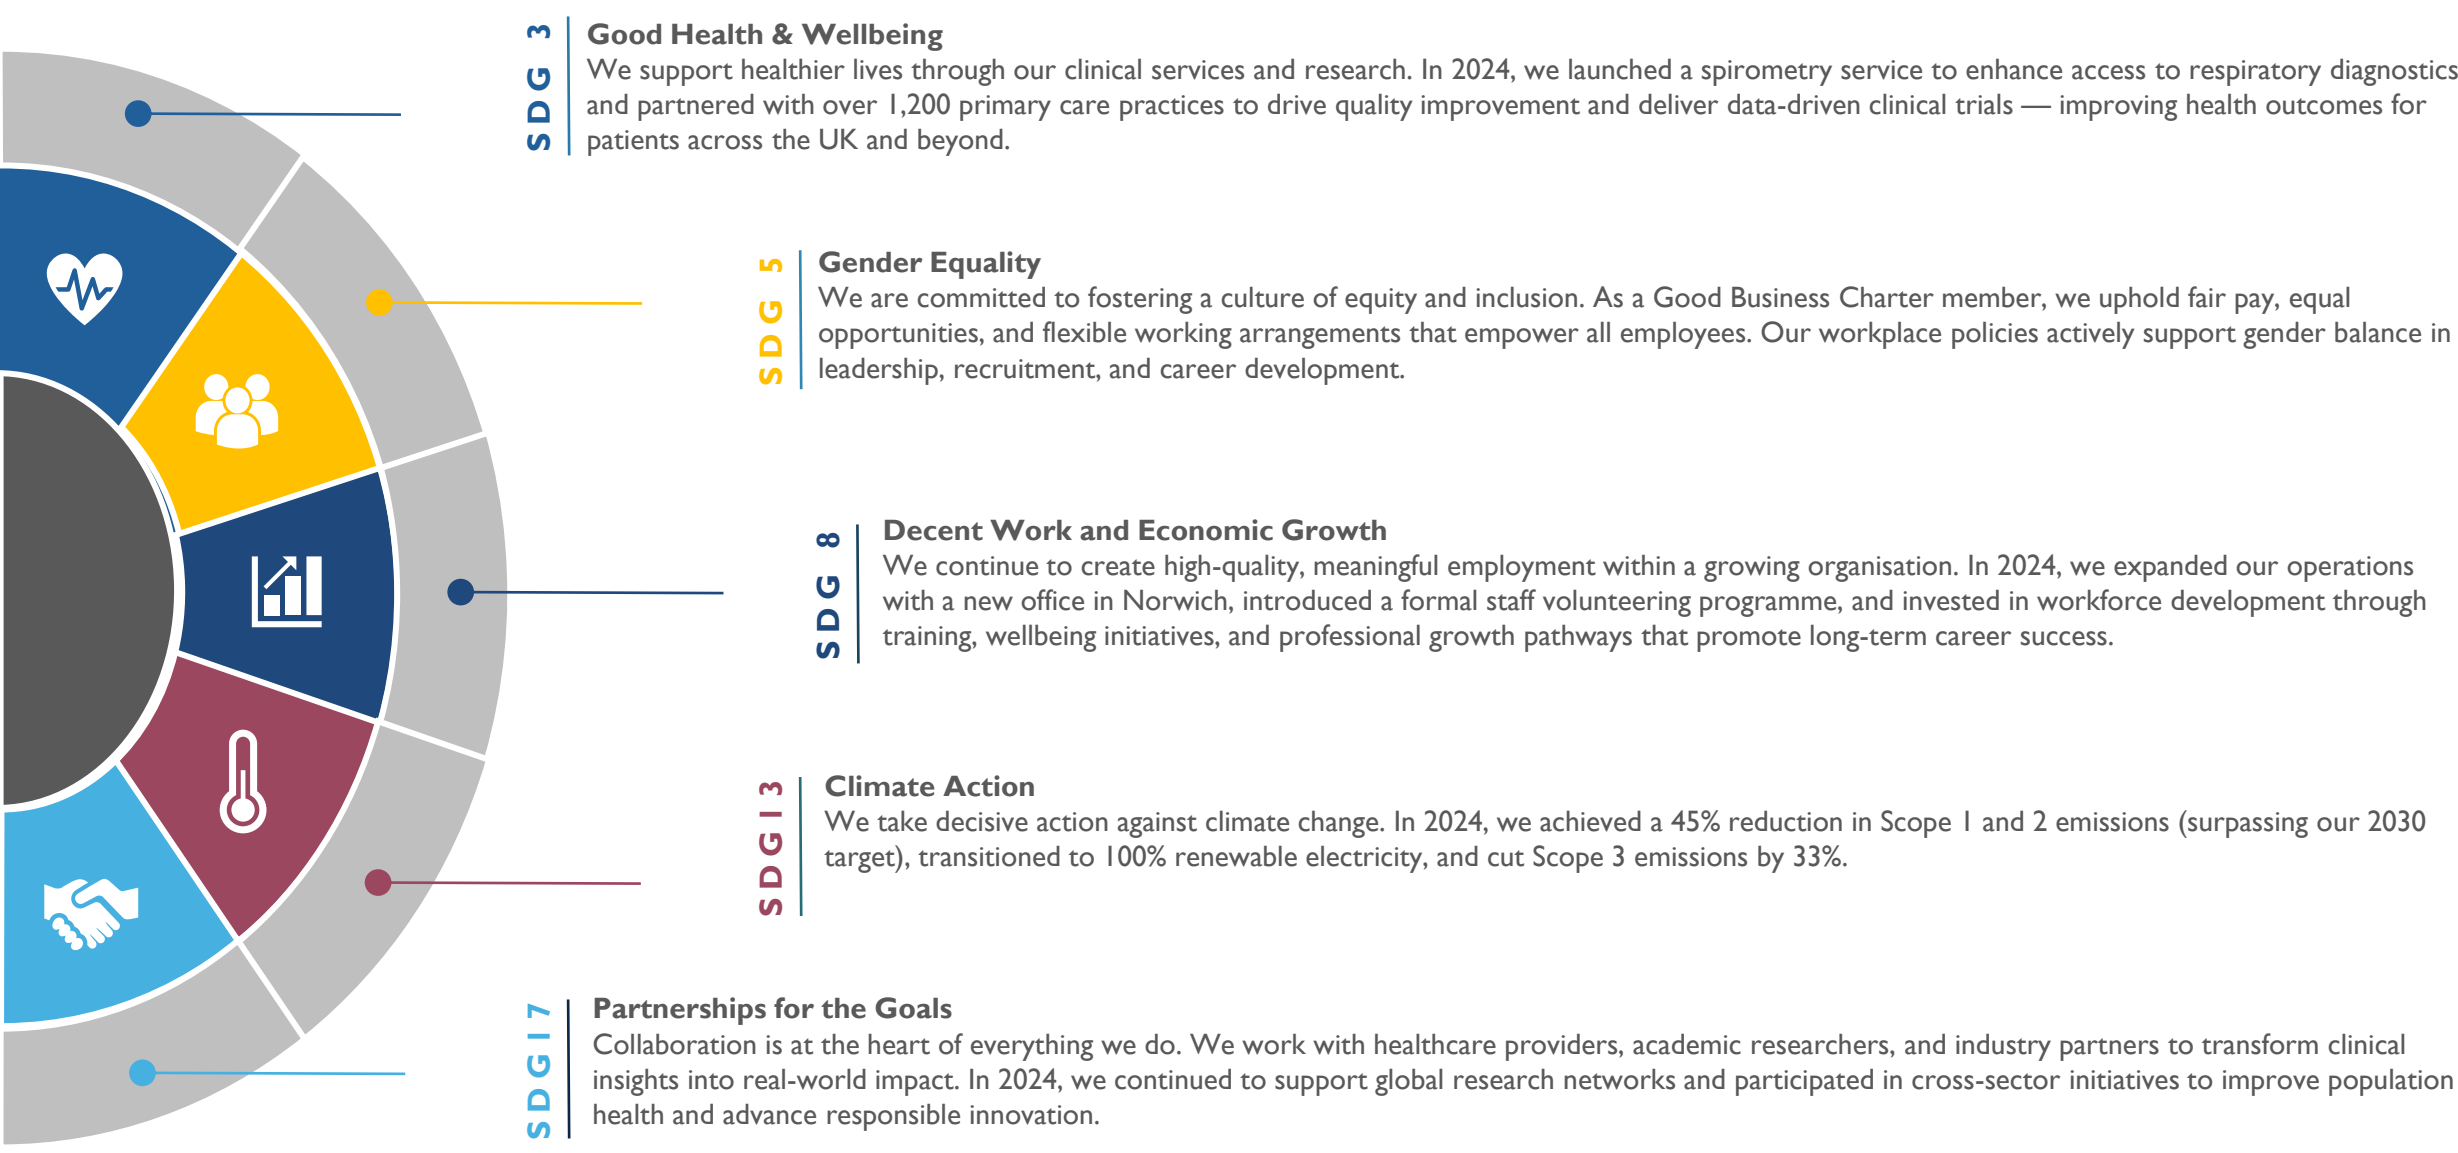 SDG 3
Good Health & Wellbeing
We support healthier lives through our clinical services and research. In 2024, we launched a spirometry service to enhance access to respiratory diagnostics
and partnered with over 1,200 primary care practices to drive quality improvement and deliver data-driven clinical trials — improving health outcomes for
patients across the UK and beyond.
SDG 5
Gender Equality
We are committed to fostering a culture of equity and inclusion. As a Good Business Charter member, we uphold fair pay, equal
opportunities, and flexible working arrangements that empower all employees. Our workplace policies actively support gender balance in
leadership, recruitment, and career development.
SDG 8
Decent Work and Economic Growth
We continue to create high-quality, meaningful employment within a growing organisation. In 2024, we expanded our operations
with a new office in Norwich, introduced a formal staff volunteering programme, and invested in workforce development through
training, wellbeing initiatives, and professional growth pathways that promote long-term career success.
SDG13
Climate Action
We take decisive action against climate change. In 2024, we achieved a 45% reduction in Scope 1 and 2 emissions (surpassing our 2030
target), transitioned to 100% renewable electricity, and cut Scope 3 emissions by 33%.
SDG17
Partnerships for the Goals
Collaboration is at the heart of everything we do. We work with healthcare providers, academic researchers, and industry partners to transform clinical
insights into real-world impact. In 2024, we continued to support global research networks and participated in cross-sector initiatives to improve population
health and advance responsible innovation.